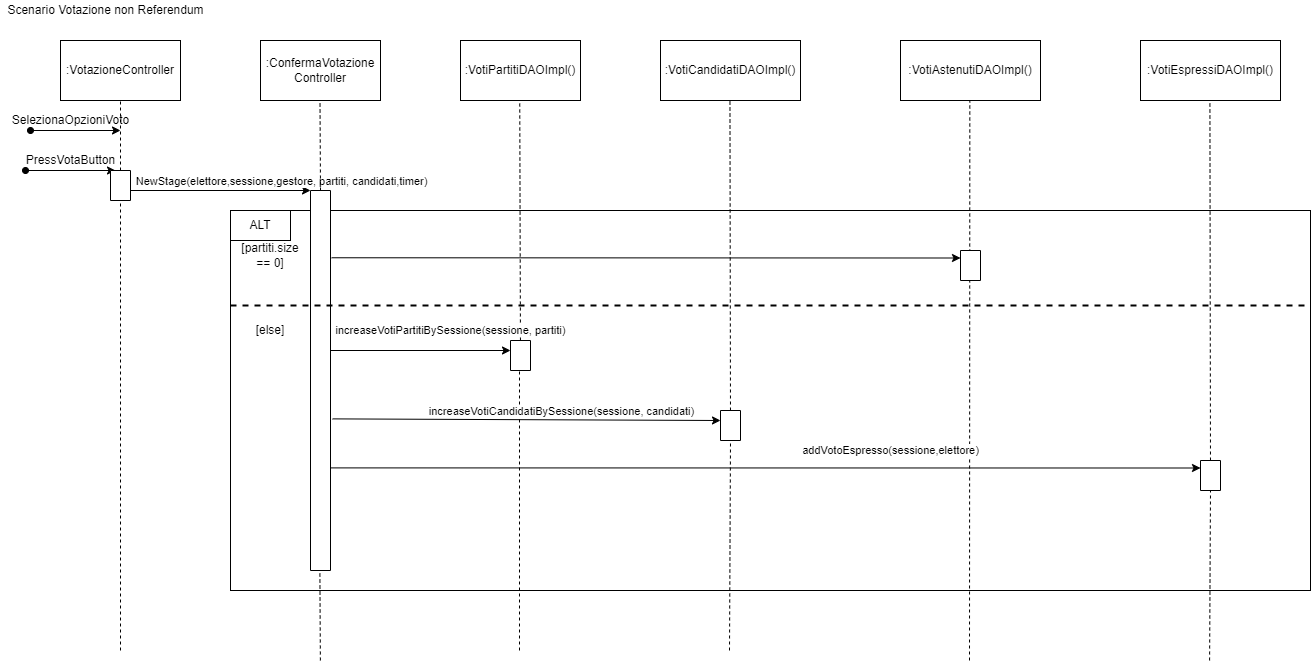 Scenario Votazione non Referendum
:VotazioneController
:ConfermaVotazione
Controller
:VotiPartitiDAOImpl()
:VotiCandidatiDAOImpl()
:VotiAstenutiDAOImpl()
:VotiEspressiDAOImpl()
SelezionaOpzioniVoto
PressVotaButton
NewStage(elettore,sessione,gestore, partiti, candidati,timer)
ALT
[partiti.size
== 0]
[else]
increaseVotiPartitiBySessione(sessione, partiti)
increaseVotiCandidatiBySessione(sessione, candidati)
addVotoEspresso(sessione,elettore)